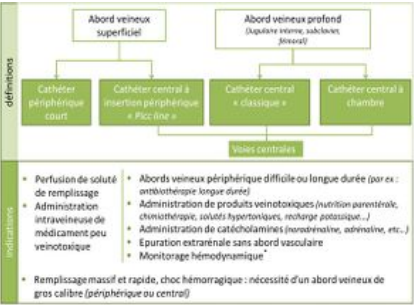 définitions
Abord veineux
superficiel
Abord veineux profond
(Jugulaire interne, subclavier,
fémoral)
Cathéter
périphérique
court
Cathéter central à
insertion périphérique
« Picc line »
Cathéter central
« classique »
Cathéter central à
chambre
Voies centrales
indications
• Perfusion de soluté
de remplissage
• Administration
intraveineuse de
médicament peu
veinotoxique
• Abords veineux périphérique difficile ou longue durée (par ex :
antibiothérapie longue durée)
• Administration de produits veinotoxiques (nutrition parentérale,
chimiothérapie, solutés hypertoniques, recharge potassique...)
• Administration de catécholamines (noradrénaline, adrénaline, etc...)
• Epuration extrarénale sans abord vasculaire
• Monitorage hémodynamique*
• Remplissage massif et rapide, choc hémorragique : nécessité d'un abord veineux de
gros calibre (périphérique ou central)